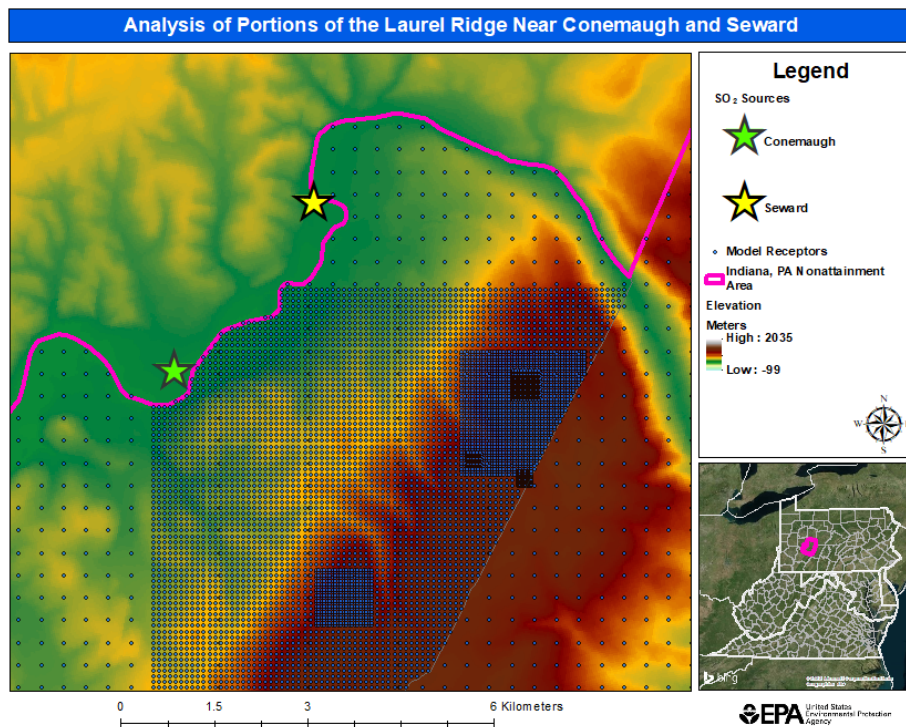 Analysis of Portions of the Laurel Ridge Near Conemaugh and Seward
Legend
SO₂ Sources
Conemaugh
Seward
Model Receptors
Indiana, PA Nonattainment
Area
Elevation
Meters
High : 2035
Low : -99
N
W
E
S
bing
0 1.5 3 6 Kilometers
EPA
United States
Environmental Protection
Agency